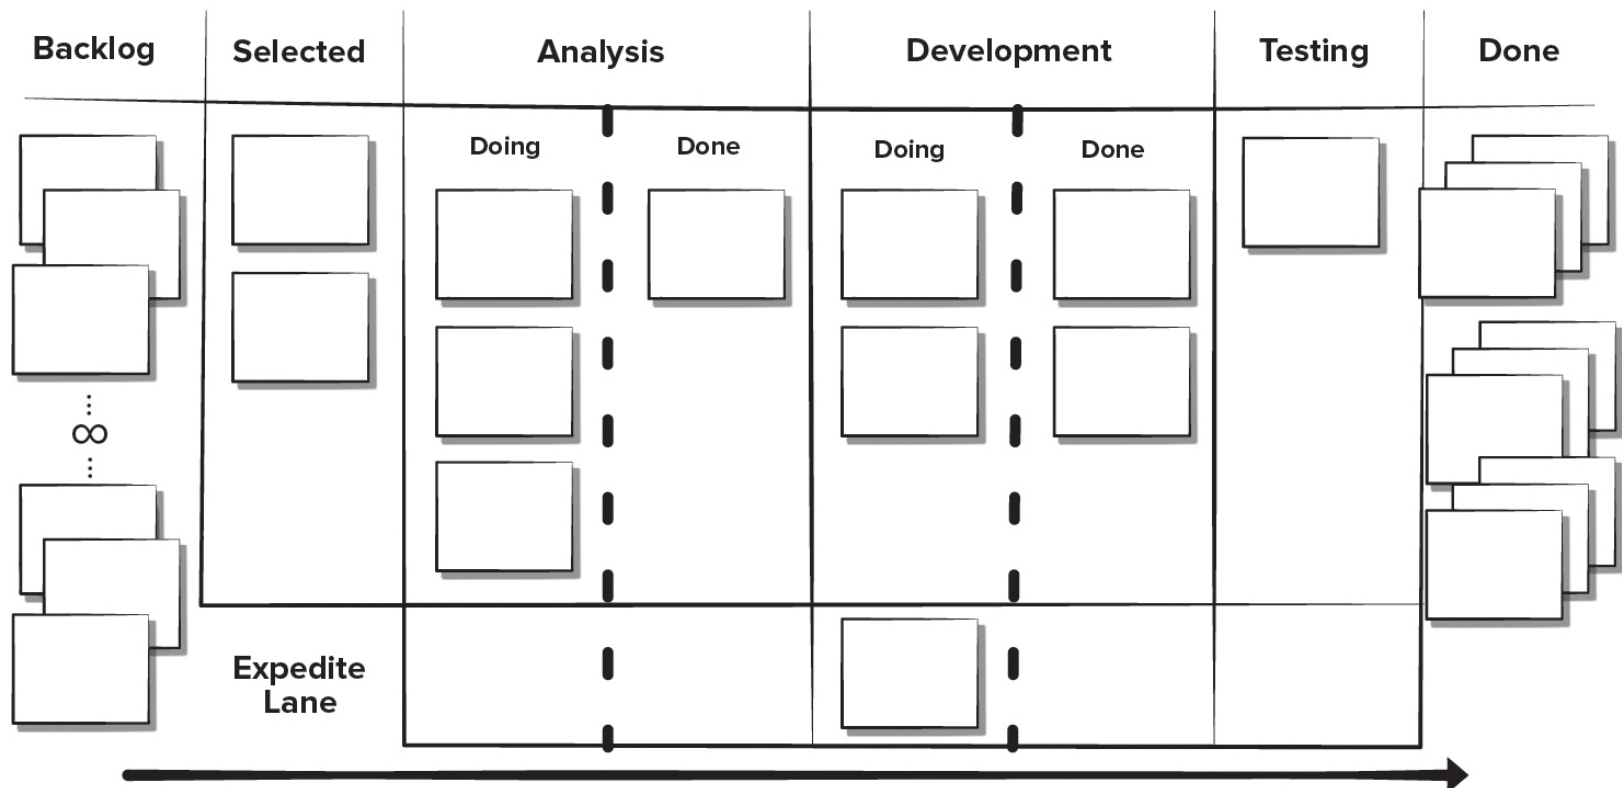 Backlog
Selected
Analysis
Development
Testing
Done
Doing
Done
Doing
Done
∞
Expedite
Lane